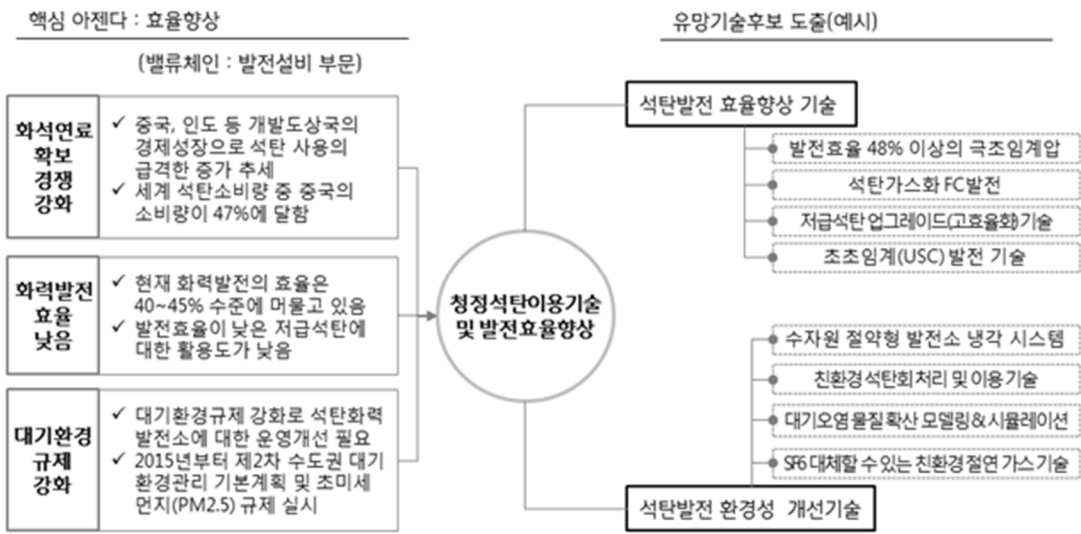 핵심 아젠다 : 효율향상
(밸류체인 : 발전설비 부문)
화석연료
확보
경쟁
강화
✓ 중국, 인도 등 개발도상국의
경제성장으로 석탄 사용의
급격한 증가 추세
✓ 세계 석탄소비량 중 중국의
소비량이 47%에 달함
화력발전
효율
낮음
✓ 현재 화력발전의 효율은
40~45% 수준에 머물고 있음
✓ 발전효율이 낮은 저급석탄에
대한 활용도가 낮음
대기환경
규제
강화
✓ 대기환경규제 강화로 석탄화력
발전소에 대한 운영개선 필요
✓ 2015년부터 제2차 수도권 대기
환경관리 기본계획 및 초미세
먼지(PM2.5) 규제 실시
청정석탄이용기술
및 발전효율향상
유망기술후보 도출(예시)
석탄발전 효율향상 기술
발전효율 48% 이상의 극초임계압
석탄가스화 FC발전
저급석탄 업그레이드(고효율화) 기술
초초임계(USC) 발전 기술
수자원 절약형 발전소 냉각 시스템
친환경 석탄회 처리 및 이용 기술
대기오염 물질 확산 모델링 & 시뮬레이션
SF6 대체할 수 있는 친환경 절연 가스 기술
석탄발전 환경성 개선기술